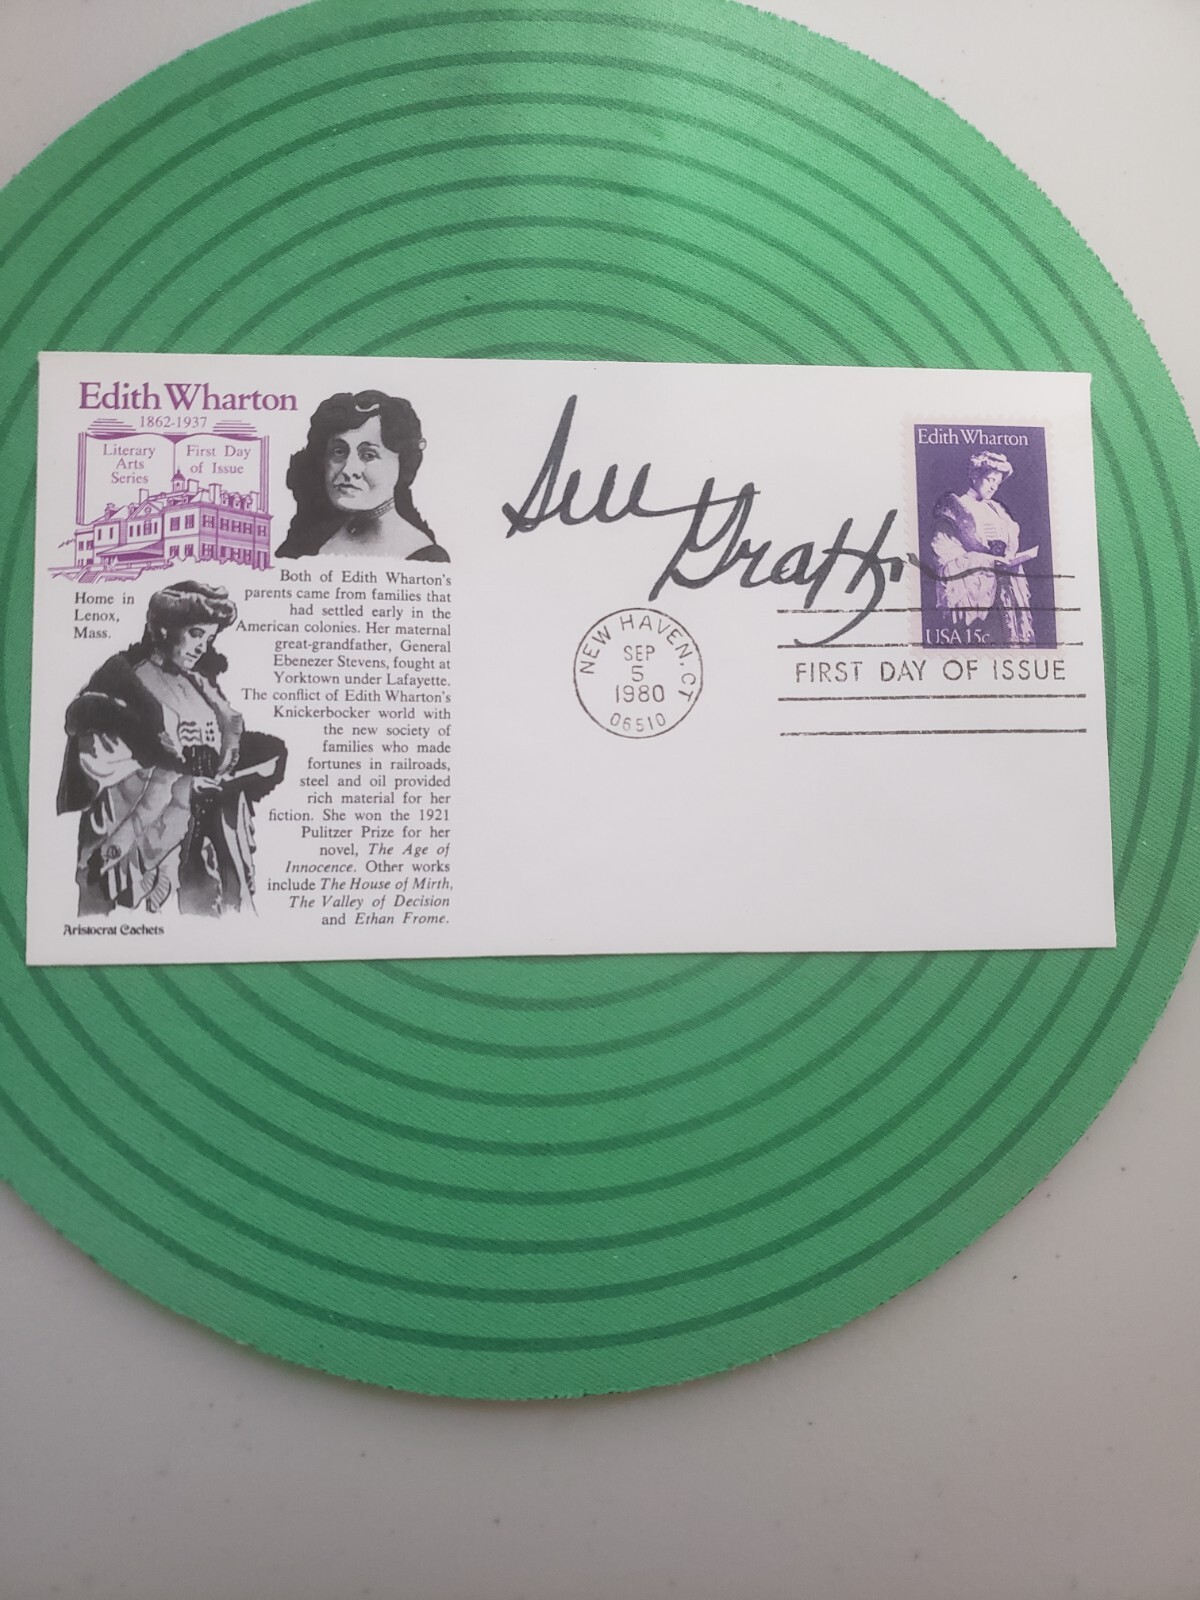 Edith Wharton
1862-1937
Literary
Arts
Series
First Day
of Issue
Home in
Lenox,
Mass.
Both of Edith Wharton's
parents came from families that
had settled early in the
American colonies. Her maternal
great-grandfather, General
Ebenezer Stevens, fought at
Yorktown under Lafayette.
The conflict of Edith Wharton's
Knickerbocker world with
the new society of
families who made
fortunes in railroads,
steel and oil provided
rich material for her
fiction. She won the 1921
Pulitzer Prize for her
novel, The Age of
Innocence. Other works
include The House of Mirth,
The Valley of Decision
and Ethan Frome.
Aristocrat Cachets
Sue
Grafton
NEW HAVEN, CT
SEP
5
1980
06510
Edith Wharton
USA 15c
FIRST DAY OF ISSUE